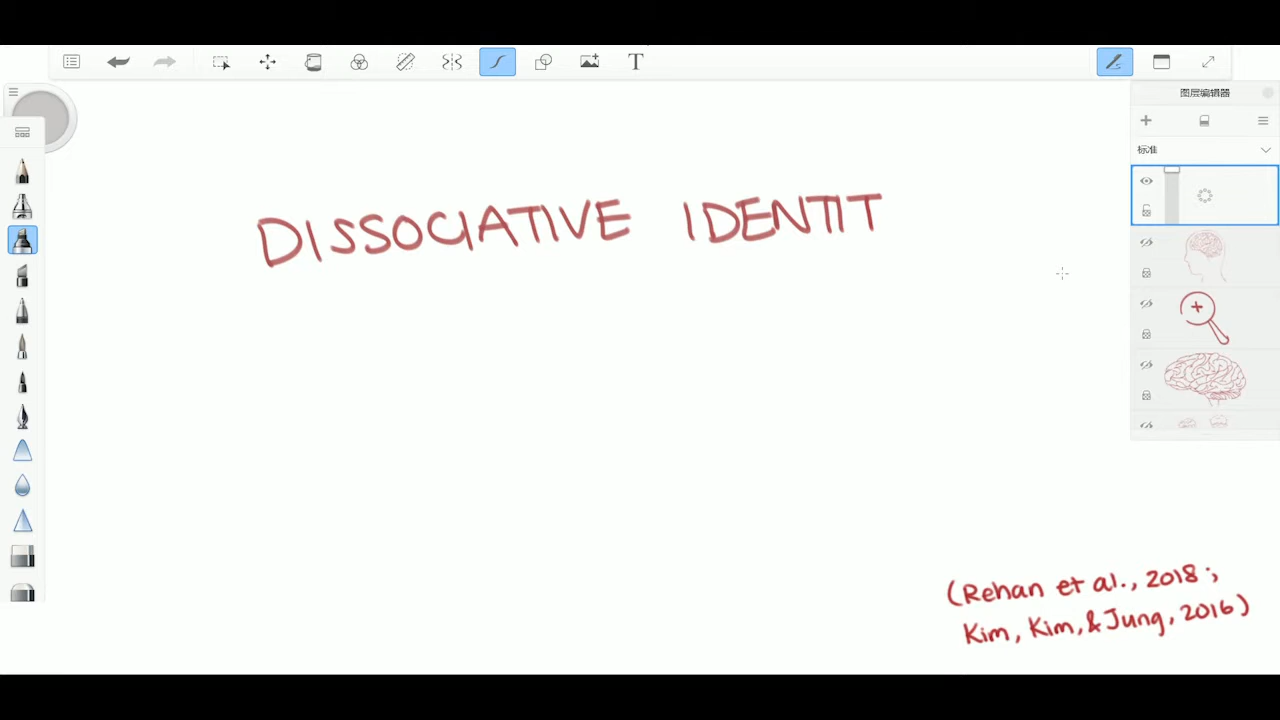 T
图层编辑器
标准
DISSOCIATIVE IDENTIT
(Rehan et al., 2018;
Kim, Kim, & Jung, 2016)